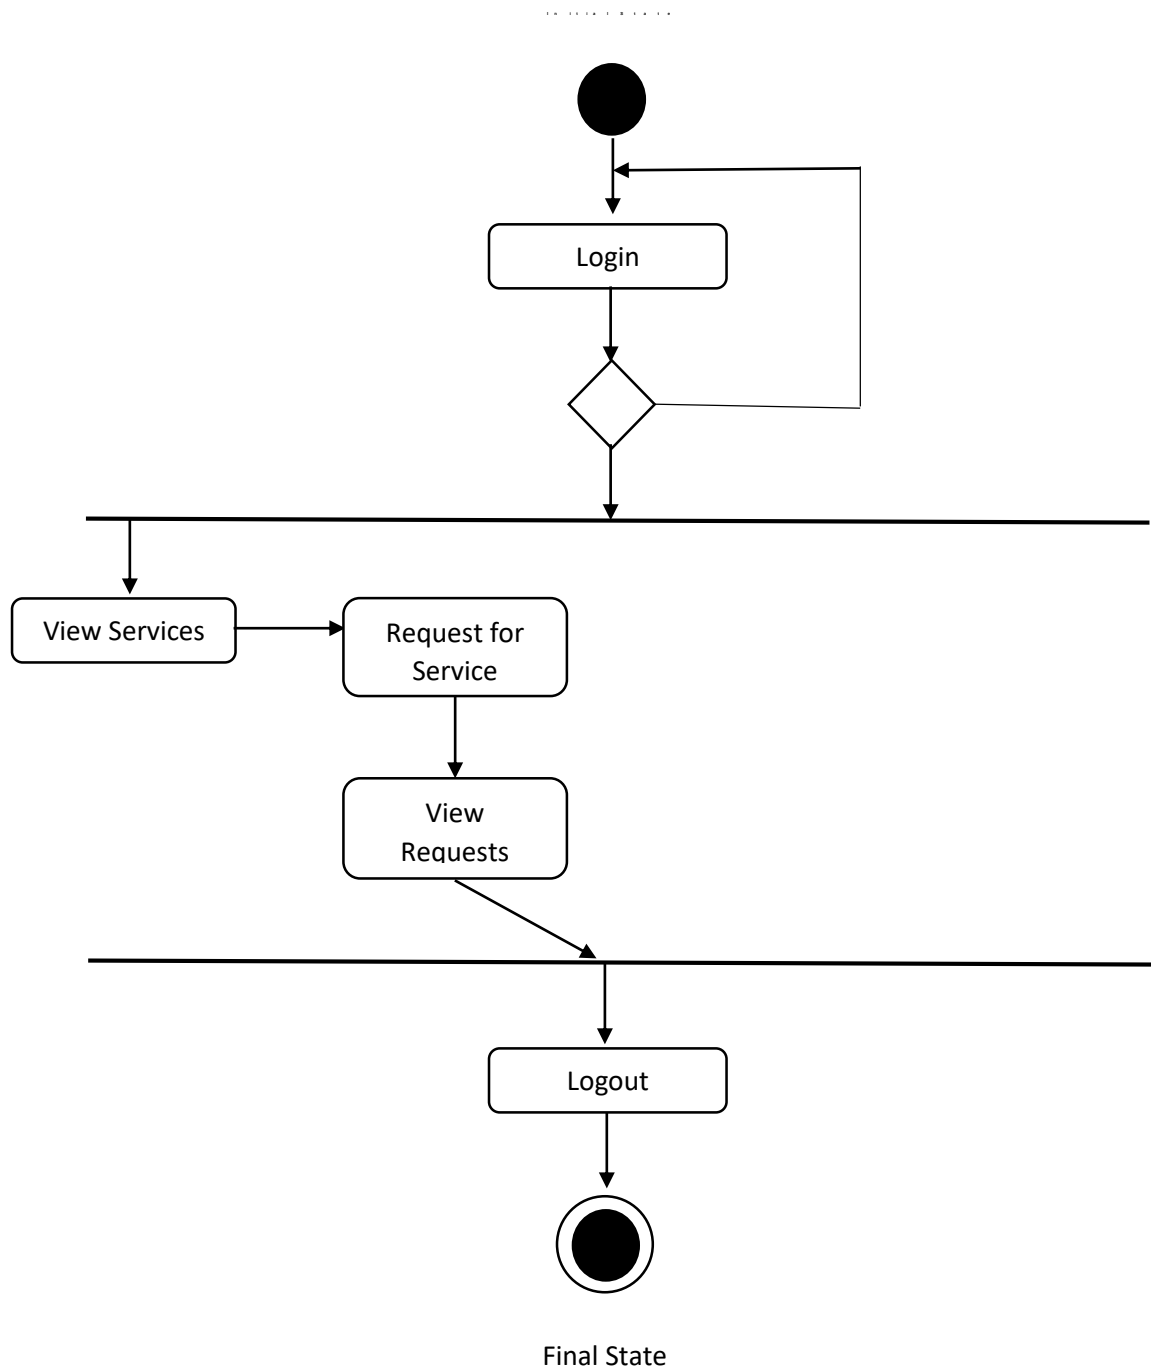 Login
View Services
Request for
Service
View
Requests
Logout
Final State